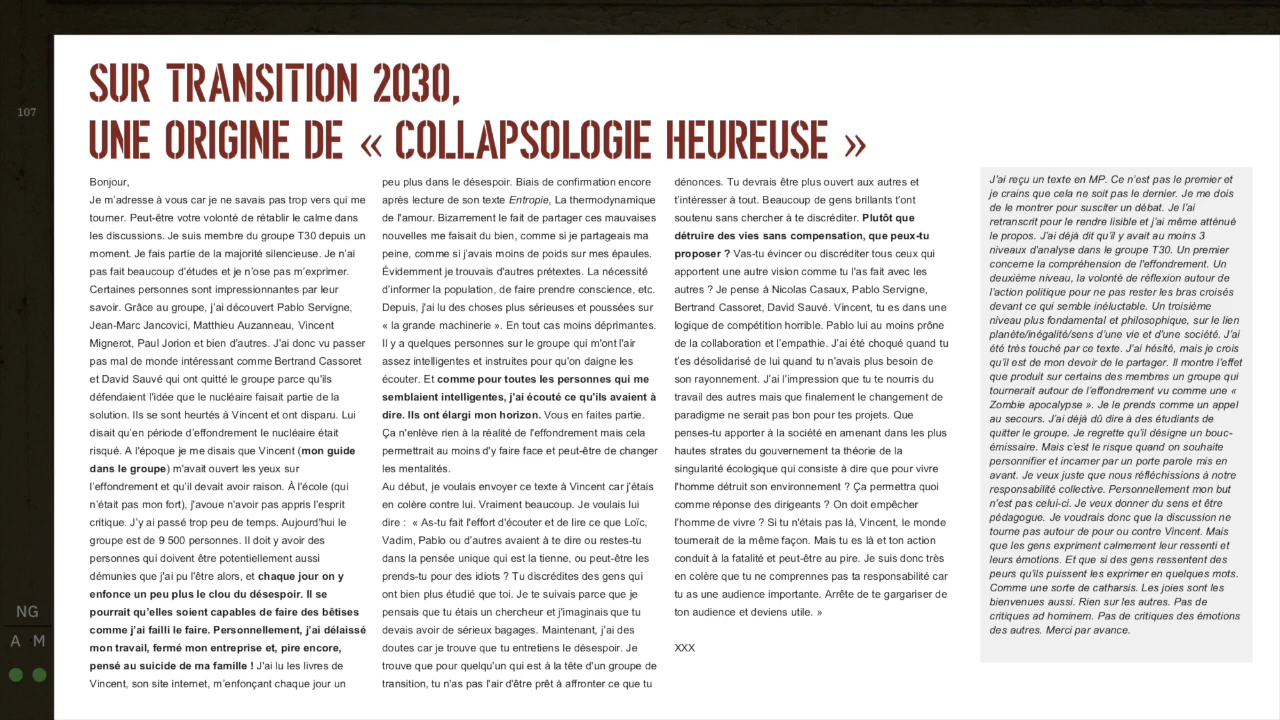 107
NG
A M
SUR TRANSITION 2030,
UNE ORIGINE DE « COLLAPSOLOGIE HEUREUSE »
Bonjour,
Je m’adresse à vous car je ne savais pas trop vers qui me
tourner. Peut-être votre volonté de rétablir le calme dans
les discussions. Je suis membre du groupe T30 depuis un
moment. Je fais partie de la majorité silencieuse. Je n’ai
pas fait beaucoup d’études et je n’ose pas m’exprimer.
Certaines personnes sont impressionnantes par leur
savoir. Grâce au groupe, j’ai découvert Pablo Servigne,
Jean-Marc Jancovici, Matthieu Auzanneau, Vincent
Mignerot, Paul Jorion et bien d’autres. J’ai donc vu passer
pas mal de monde intéressant comme Bertrand Cassoret
et David Sauvé qui ont quitté le groupe parce qu'ils
défendaient l'idée que le nucléaire faisait partie de la
solution. Ils se sont heurtés à Vincent et ont disparu. Lui
disait qu’en période d’effondrement le nucléaire était
risqué. A l’époque je me disais que Vincent (mon guide
dans le groupe) m'avait ouvert les yeux sur
l’effondrement et qu’il devait avoir raison. À l'école (qui
n’était pas mon fort), j'avoue n'avoir pas appris l'esprit
critique. J’y ai passé trop peu de temps. Aujourd'hui le
groupe est de 9 500 personnes. Il doit y avoir des
personnes qui doivent être potentiellement aussi
démunies que j'ai pu l'être alors, et chaque jour on y
enfonce un peu plus le clou du désespoir. Il se
pourrait qu’elles soient capables de faire des bêtises
comme j’ai failli le faire. Personnellement, j’ai délaissé
mon travail, fermé mon entreprise et, pire encore,
pensé au suicide de ma famille ! J'ai lu les livres de
Vincent, son site internet, m’enfonçant chaque jour un
peu plus dans le désespoir. Biais de confirmation encore
après lecture de son texte Entropie, La thermodynamique
de l'amour. Bizarrement le fait de partager ces mauvaises
nouvelles me faisait du bien, comme si je partageais ma
peine, comme si j’avais moins de poids sur mes épaules.
Évidemment je trouvais d'autres prétextes. La nécessité
d’informer la population, de faire prendre conscience, etc.
Depuis, j'ai lu des choses plus sérieuses et poussées sur
« la grande machinerie ». En tout cas moins déprimantes.
Il y a quelques personnes sur le groupe qui m'ont l'air
assez intelligentes et instruites pour qu'on daigne les
écouter. Et comme pour toutes les personnes qui me
semblaient intelligentes, j'ai écouté ce qu'ils avaient à
dire. Ils ont élargi mon horizon. Vous en faites partie.
Ça n'enlève rien à la réalité de l'effondrement mais cela
permettrait au moins d'y faire face et peut-être de changer
les mentalités.
Au début, je voulais envoyer ce texte à Vincent car j’étais
en colère contre lui. Vraiment beaucoup. Je voulais lui
dire : « As-tu fait l'effort d'écouter et de lire ce que Loïc,
Vadim, Pablo ou d’autres avaient à te dire ou restes-tu
dans la pensée unique qui est la tienne, ou peut-être les
prends-tu pour des idiots ? Tu discrédites des gens qui
ont bien plus étudié que toi. Je te suivais parce que je
pensais que tu étais un chercheur et j'imaginais que tu
devais avoir de sérieux bagages. Maintenant, j’ai des
doutes car je trouve que tu entretiens le désespoir. Je
trouve que pour quelqu'un qui est à la tête d'un groupe de
transition, tu n'as pas l'air d'être prêt à affronter ce que tu
dénonces. Tu devrais être plus ouvert aux autres et
t’intéresser à tout. Beaucoup de gens brillants t’ont
soutenu sans chercher à te discréditer. Plutôt que
détruire des vies sans compensation, que peux-tu
proposer ? Vas-tu évincer ou discréditer tous ceux qui
apportent une autre vision comme tu l'as fait avec les
autres ? Je pense à Nicolas Casaux, Pablo Servigne,
Bertrand Cassoret, David Sauvé. Vincent, tu es dans une
logique de compétition horrible. Pablo lui au moins prône
de la collaboration et l’empathie. J’ai été choqué quand tu
t’es désolidarisé de lui quand tu n'avais plus besoin de
son rayonnement. J’ai l’impression que tu te nourris du
travail des autres mais que finalement le changement de
paradigme ne serait pas bon pour tes projets. Que
penses-tu apporter à la société en amenant dans les plus
hautes strates du gouvernement ta théorie de la
singularité écologique qui consiste à dire que pour vivre
l'homme détruit son environnement ? Ça permettra quoi
comme réponse des dirigeants ? On doit empêcher
l’homme de vivre ? Si tu n'étais pas là, Vincent, le monde
tournerait de la même façon. Mais tu es là et ton action
conduit à la fatalité et peut-être au pire. Je suis donc très
en colère que tu ne comprennes pas ta responsabilité car
tu as une audience importante. Arrête de te gargariser de
ton audience et deviens utile. »
XXX
J’ai reçu un texte en MP. Ce n’est pas le premier et
je crains que cela ne soit pas le dernier. Je me dois
de le montrer pour susciter un débat. Je l’ai
retranscrit pour le rendre lisible et j’ai même atténué
le propos. J’ai déjà dit qu’il y avait au moins 3
niveaux d'analyse dans le groupe T30. Un premier
concerne la compréhension de l'effondrement. Un
deuxième niveau, la volonté de réflexion autour de
l’action politique pour ne pas rester les bras croisés
devant ce qui semble inéluctable. Un troisième
niveau plus fondamental et philosophique, sur le lien
planète/inégalité/sens d’une vie et d'une société. J’ai
été très touché par ce texte. J’ai hésité, mais je crois
qu’il est de mon devoir de le partager. Il montre l’effet
que produit sur certains des membres un groupe qui
tournerait autour de l’effondrement vu comme une «
Zombie apocalypse ». Je le prends comme un appel
au secours. J’ai déjà dû dire à des étudiants de
quitter le groupe. Je regrette qu’il désigne un bouc-
émissaire. Mais c’est le risque quand on souhaite
personnifier et incarner par un porte parole mis en
avant. Je veux juste que nous réfléchissions à notre
responsabilité collective. Personnellement mon but
n’est pas celui-ci. Je veux donner du sens et être
pédagogue. Je voudrais donc que la discussion ne
tourne pas autour de pour ou contre Vincent. Mais
que les gens expriment calmement leur ressenti et
leurs émotions. Et que si des gens ressentent des
peurs qu'ils puissent les exprimer en quelques mots.
Comme une sorte de catharsis. Les joies sont les
bienvenues aussi. Rien sur les autres. Pas de
critiques ad hominem. Pas de critiques des émotions
des autres. Merci par avance.